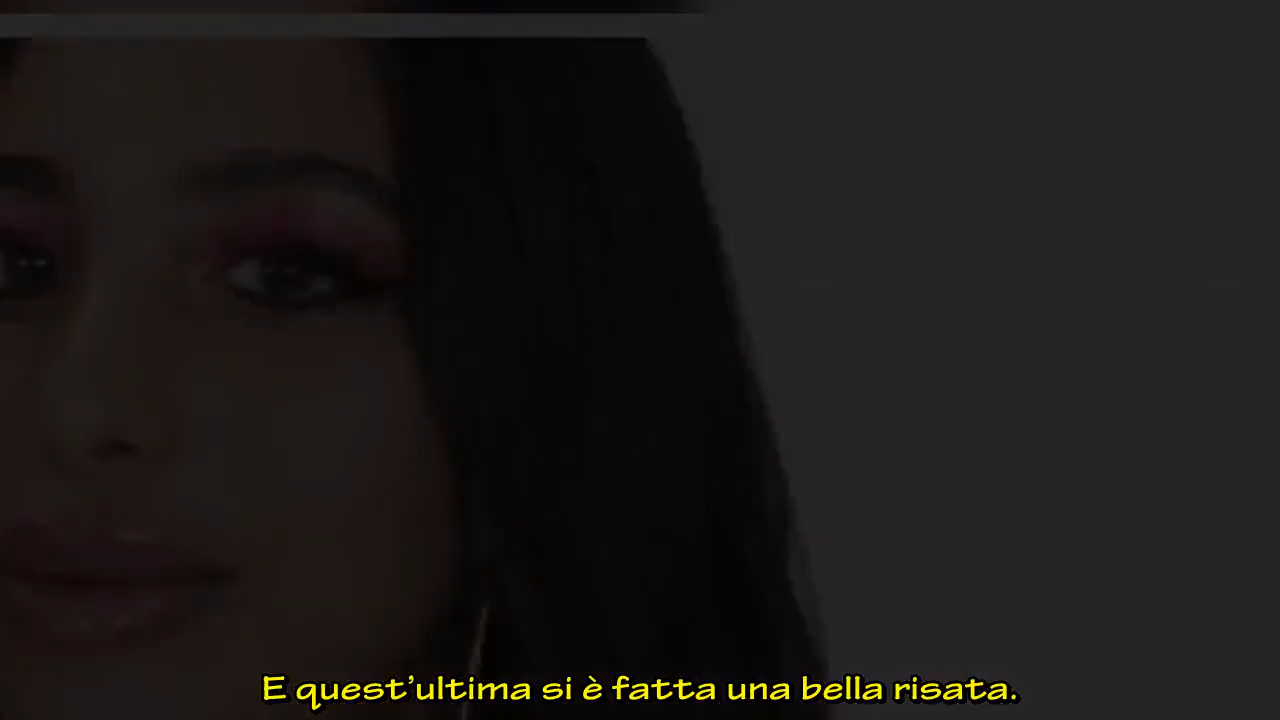 E quest’ultima si è fatta una bella risata.